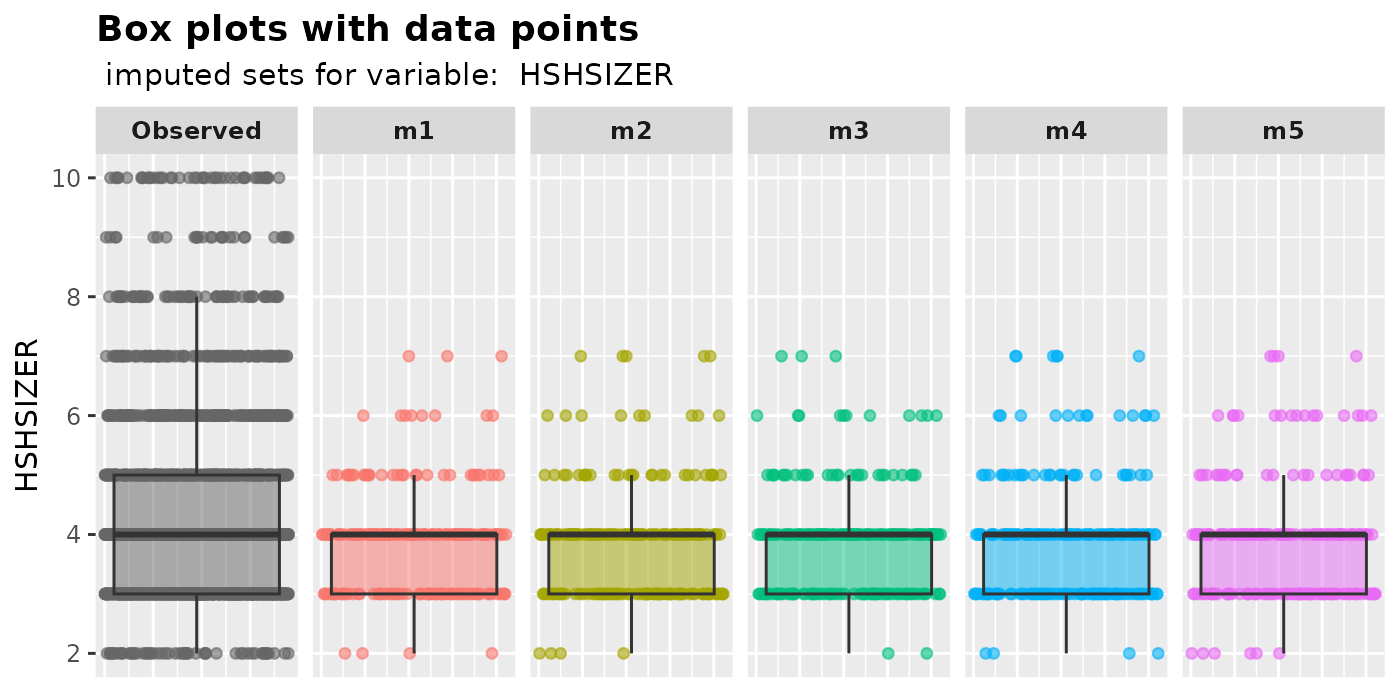 Box plots with data points
imputed sets for variable:  HSHSIZER
Observed
m1
m2
m3
m4
m5
HSHSIZER
10
8
6
4
2